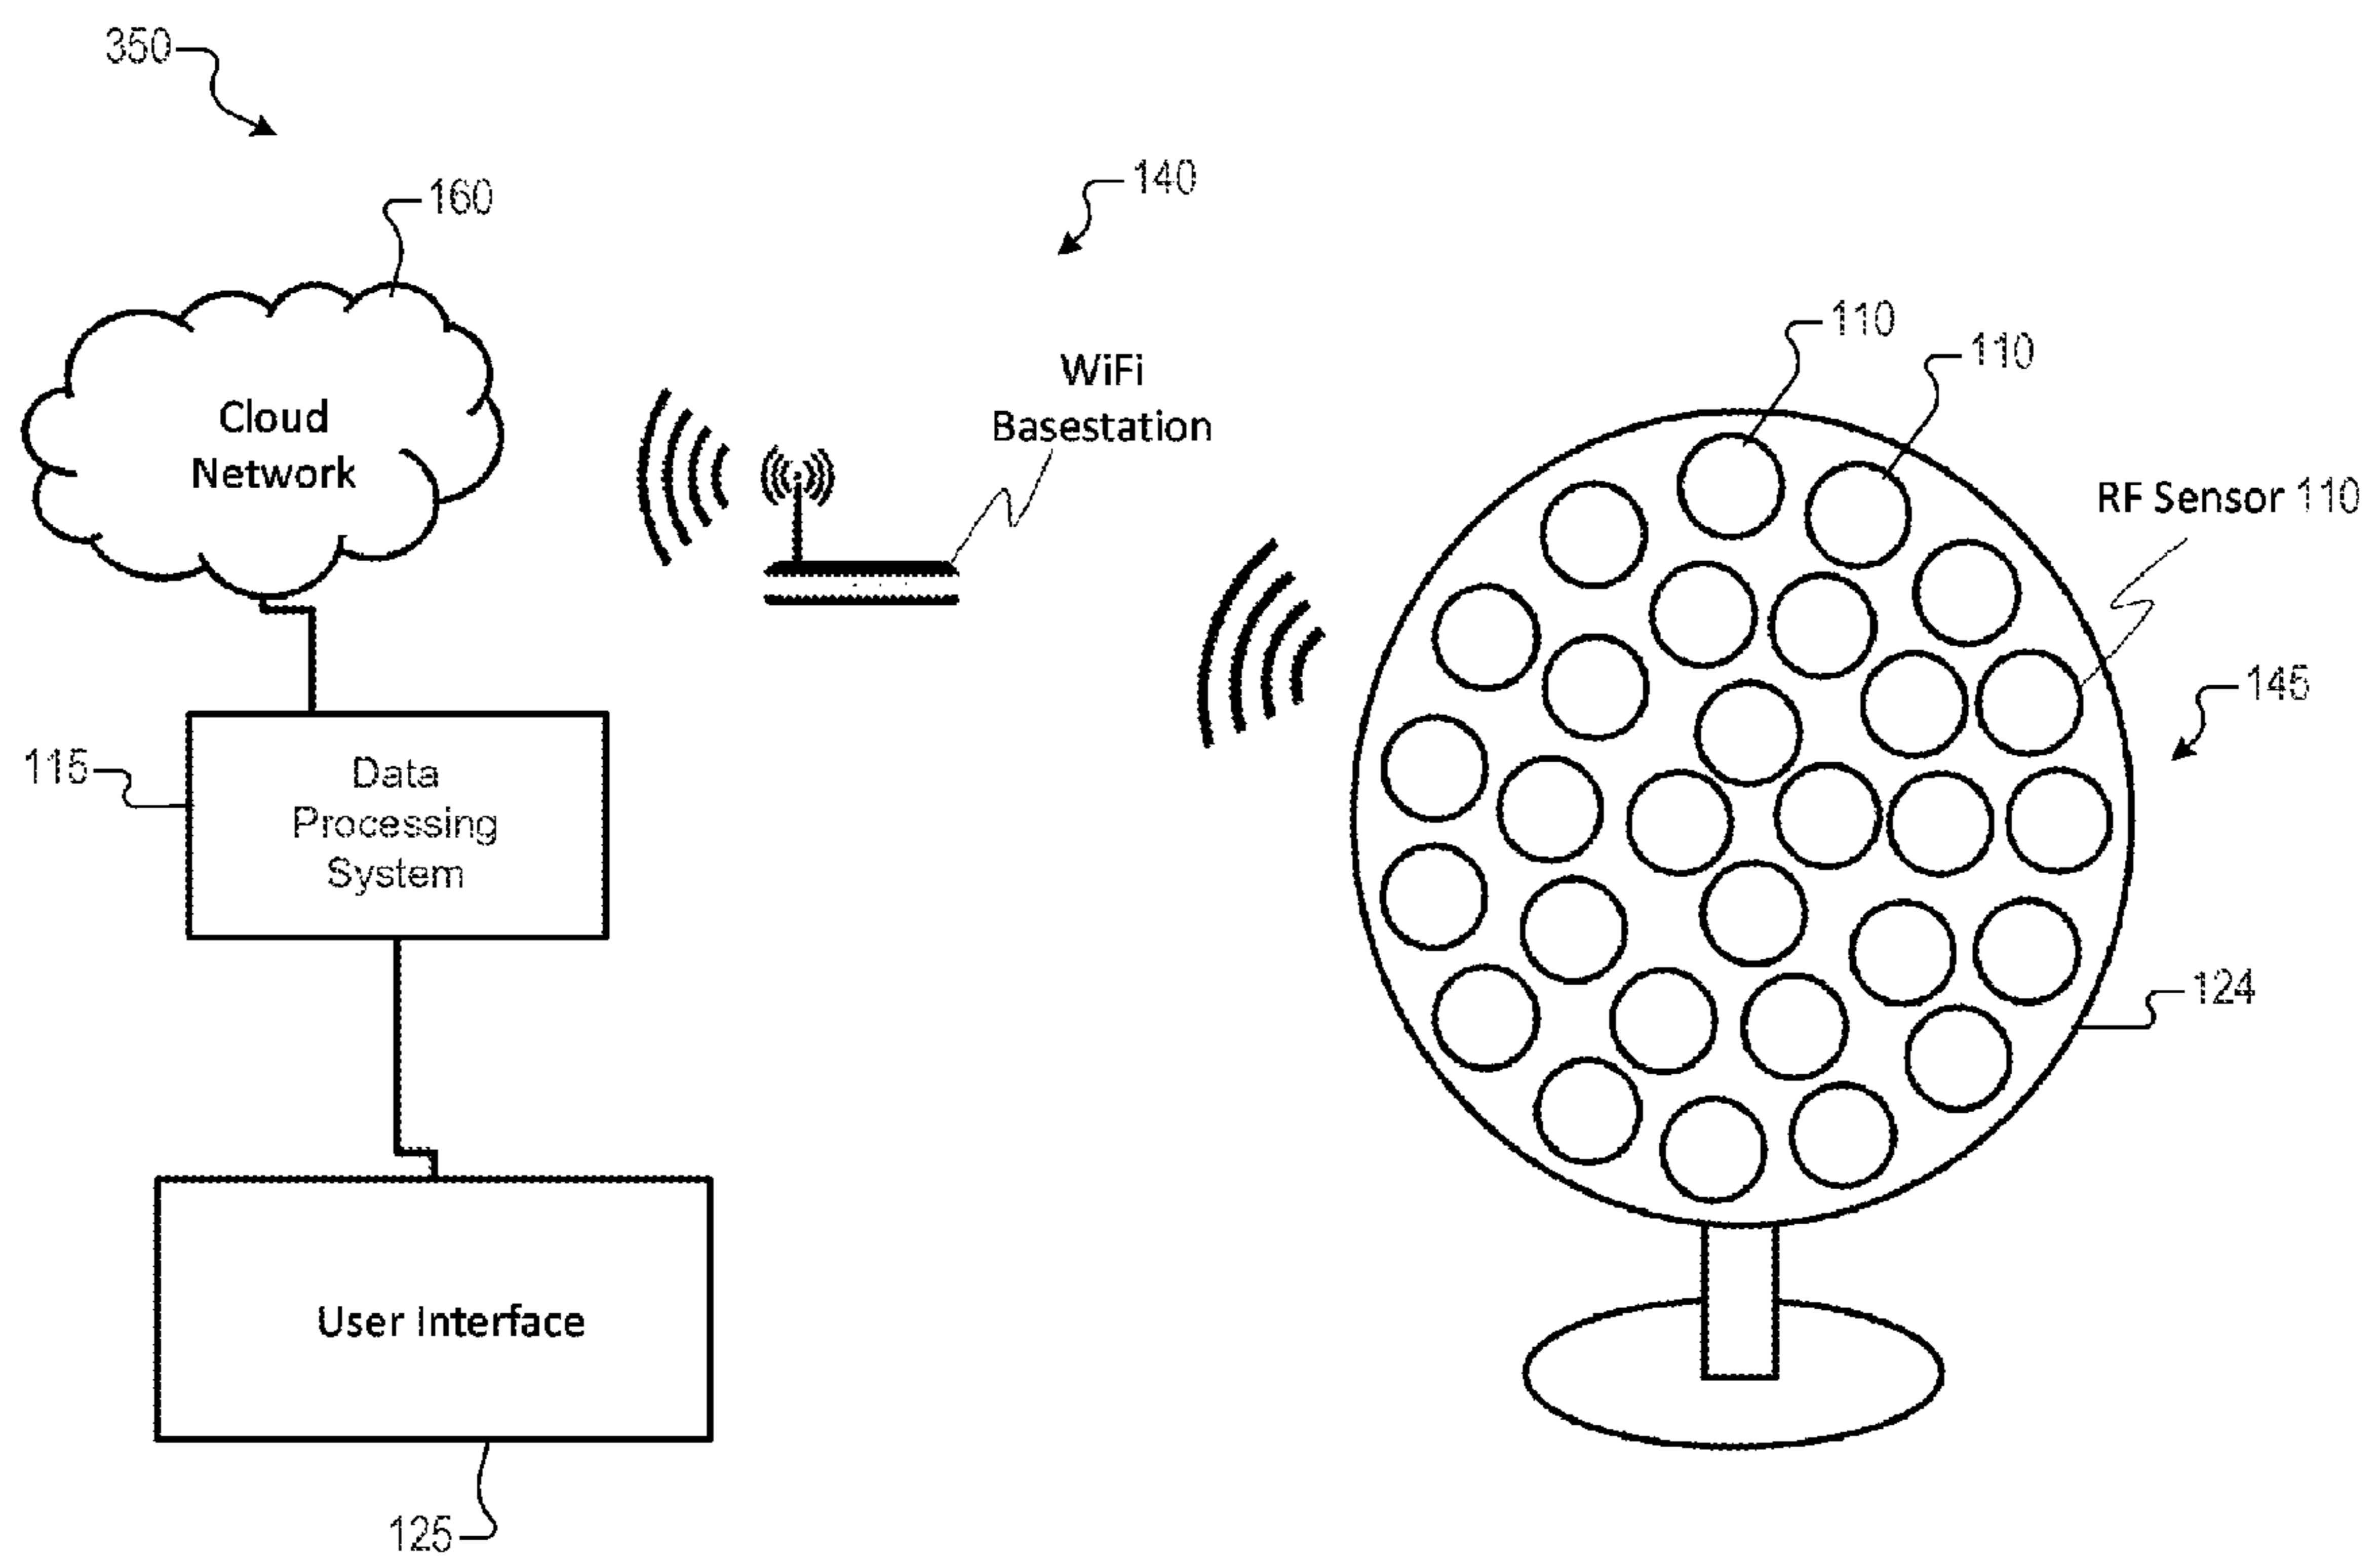 350
160
140
110
110
WiFi
Basestation
Cloud
Network
RF Sensor 110
145
115
Data
Processing
System
124
User Interface
125